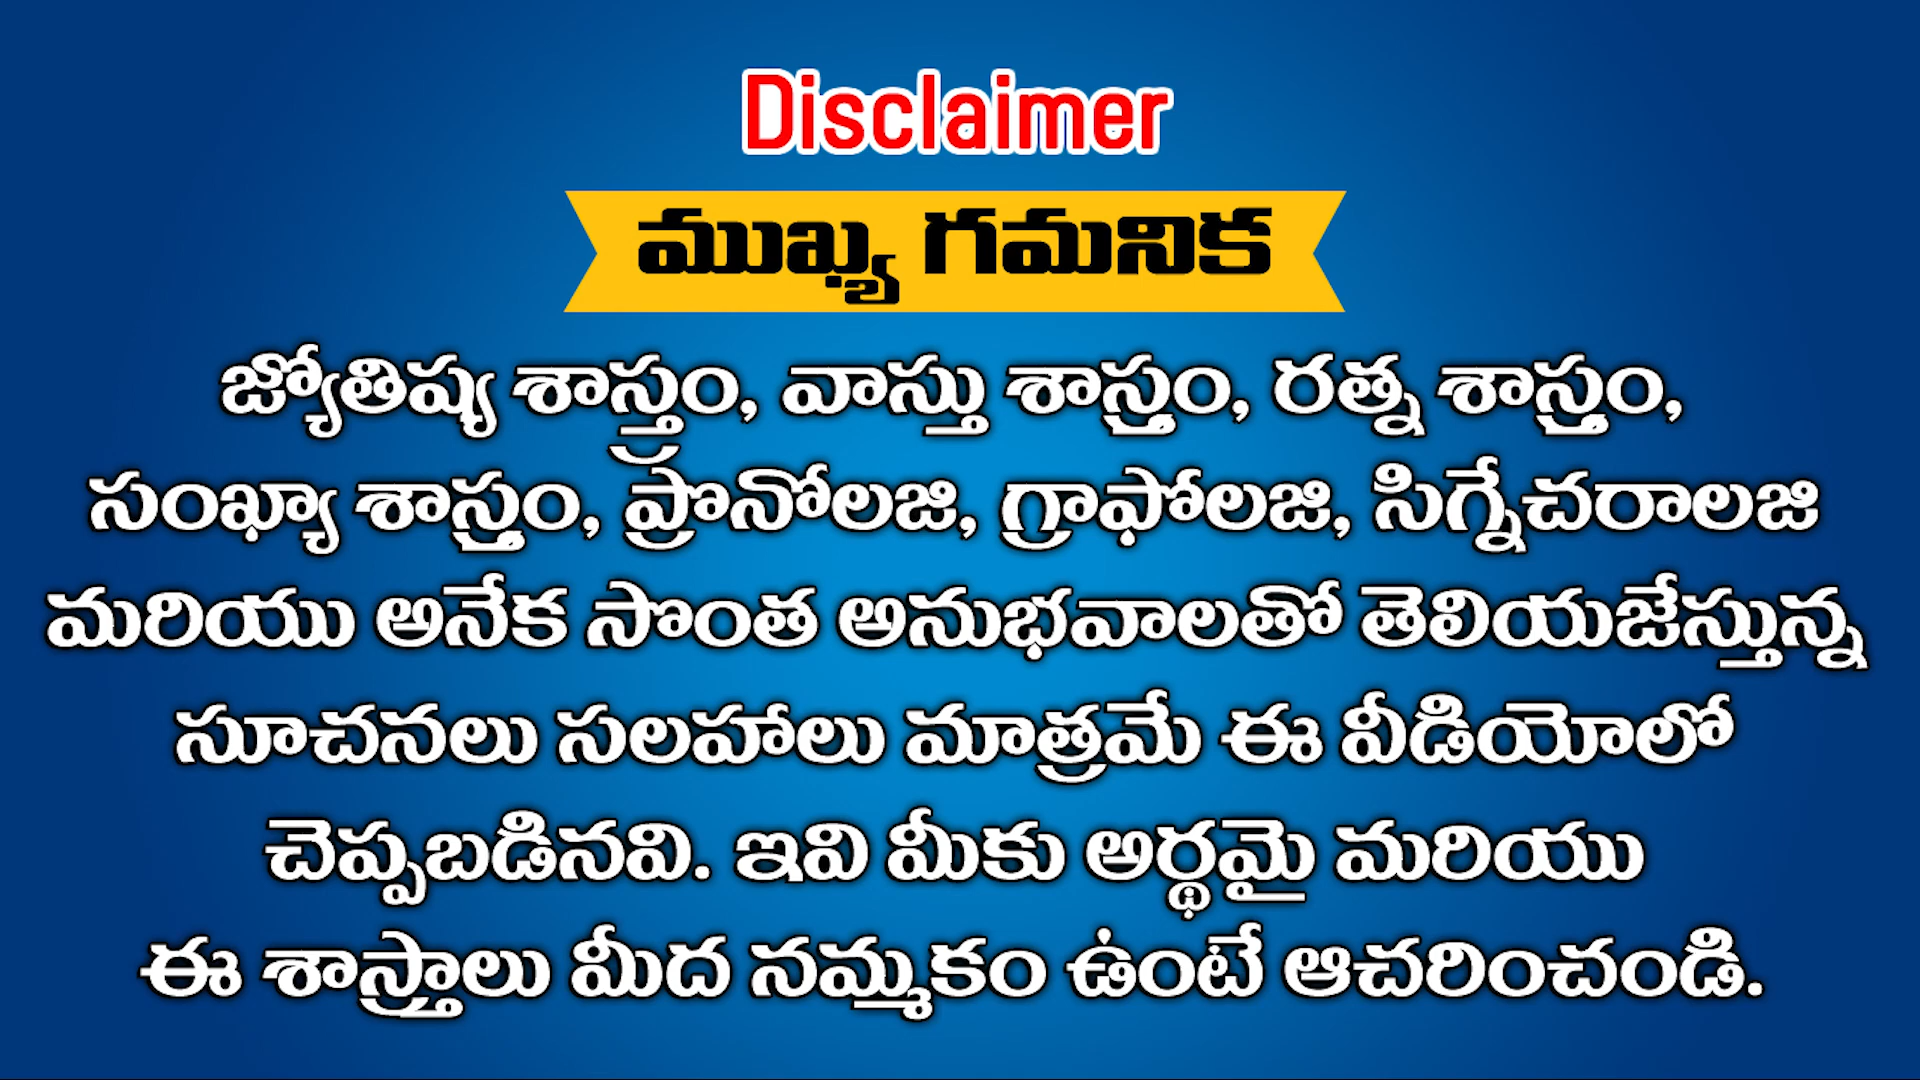 Disclaimer
ముఖ్య గమనిక
జ్యోతిష్య శాస్త్రం, వాస్తు శాస్త్రం, రత్న శాస్త్రం,
సంఖ్యా శాస్త్రం, ప్రొనోలజి, గ్రాఫోలజి, సిగ్నేచరాలజి
మరియు అనేక సొంత అనుభవాలతో తెలియజేస్తున్న
సూచనలు సలహాలు మాత్రమే ఈ వీడియోలో
చెప్పబడినవి. ఇవి మీకు అర్థమై మరియు
ఈ శాస్త్రాలు మీద నమ్మకం ఉంటే ఆచరించండి.